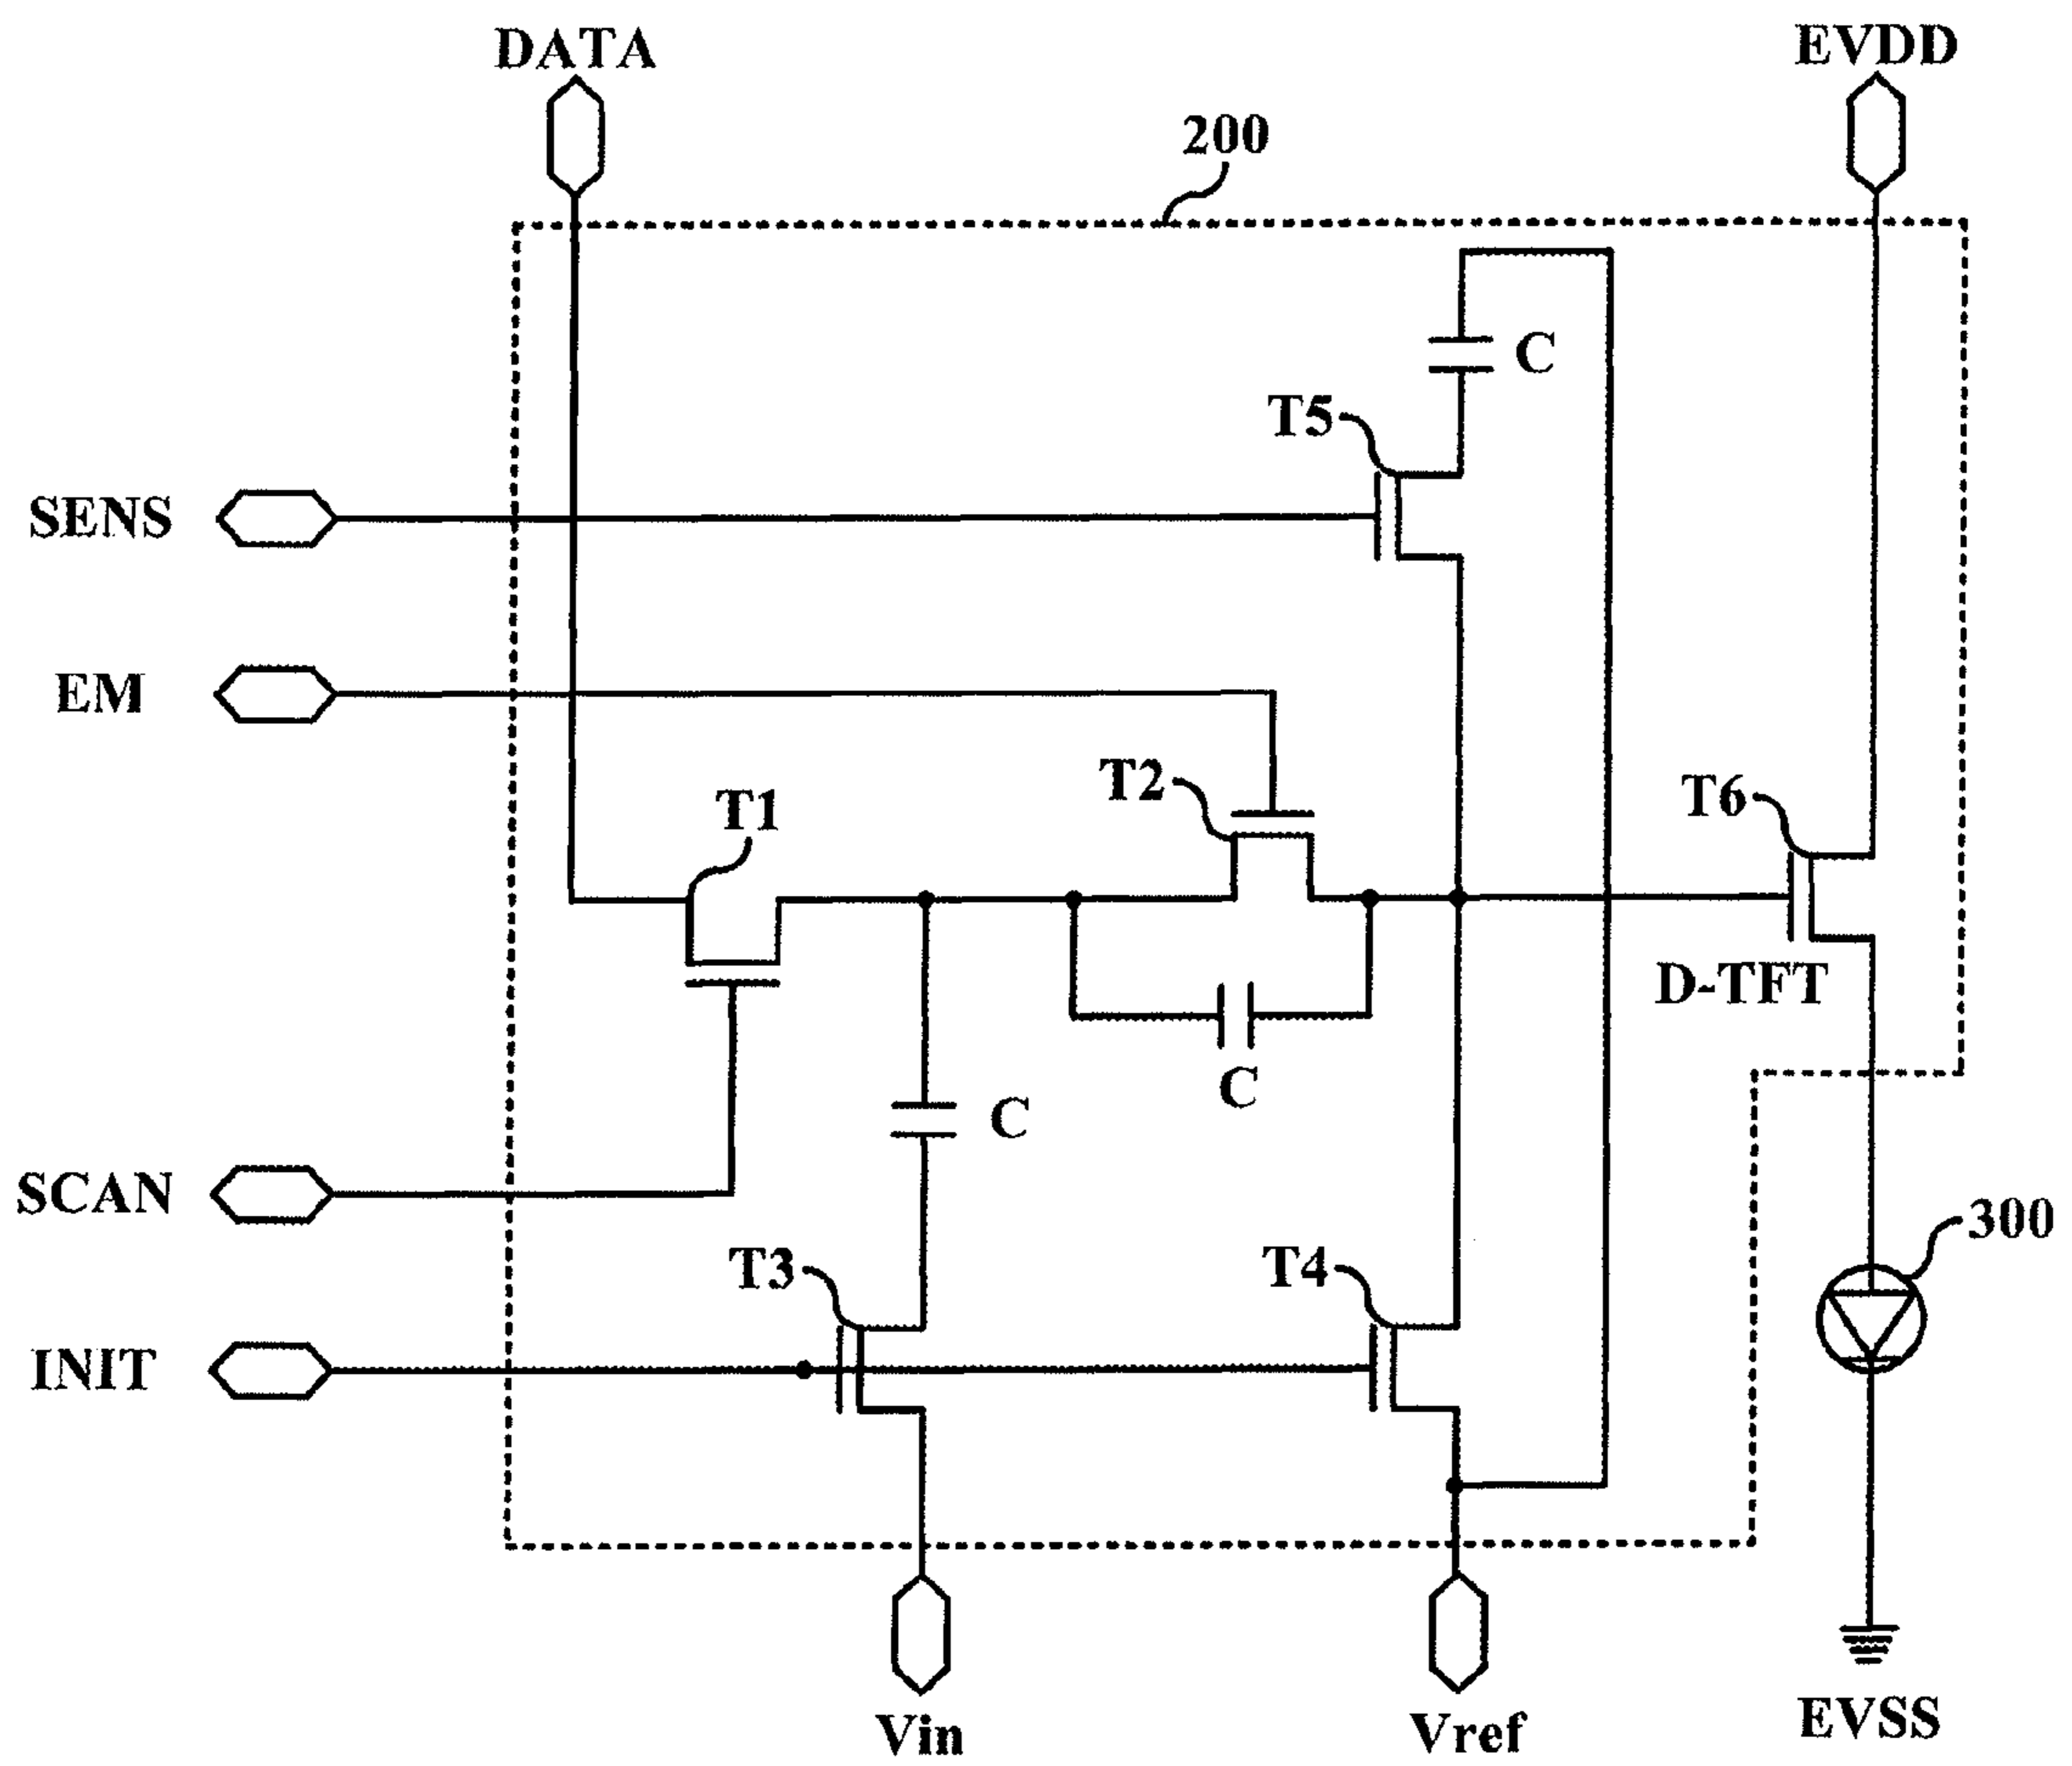 DATA
EVDD
200
C
T5
SENS
EM
T2
T6
T1
D-TFT
C
C
SCAN
300
T3
T4
INIT
Vin
Vref
EVSS